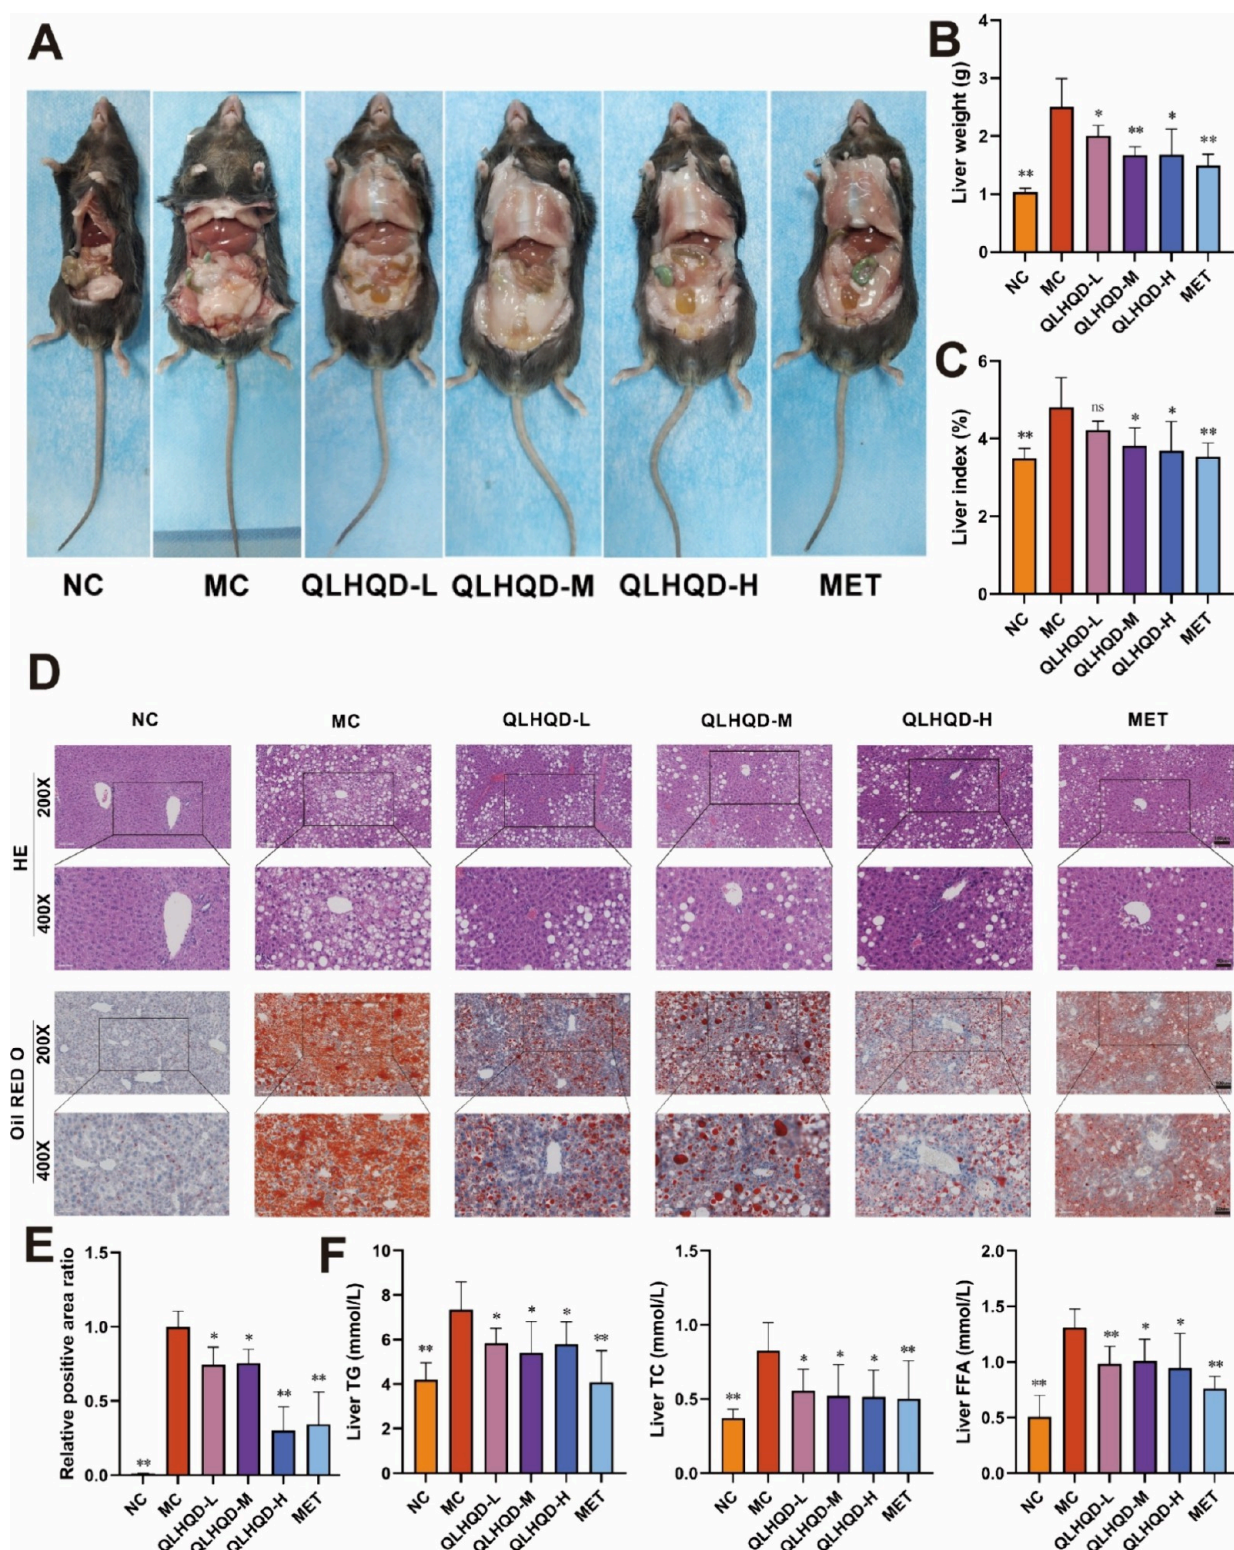 A
NC
MC
QLHQD-L
QLHQD-M
QLHQD-H
MET
B
Liver weight (g)
4
3
2
1
0
**
*
**
*
**
NC
MC
QLHQD-L
QLHQD-M
QLHQD-H
MET
C
Liver index (%)
6
4
2
0
**
ns
*
*
**
NC
MC
QLHQD-L
QLHQD-M
QLHQD-H
MET
D
NC
MC
QLHQD-L
QLHQD-M
QLHQD-H
MET
HE
200X
400X
Oil RED O
200X
400X
E
Relative positive area ratio
1.5
1.0
0.5
0.0
**
*
*
**
**
NC
MC
QLHQD-L
QLHQD-M
QLHQD-H
MET
F
Liver TG (mmol/L)
10
8
6
4
2
0
**
*
*
*
**
NC
MC
QLHQD-L
QLHQD-M
QLHQD-H
MET
Liver TC (mmol/L)
1.5
1.0
0.5
0.0
**
*
*
*
**
NC
MC
QLHQD-L
QLHQD-M
QLHQD-H
MET
Liver FFA (mmol/L)
2.0
1.5
1.0
0.5
0.0
**
**
*
*
**
NC
MC
QLHQD-L
QLHQD-M
QLHQD-H
MET